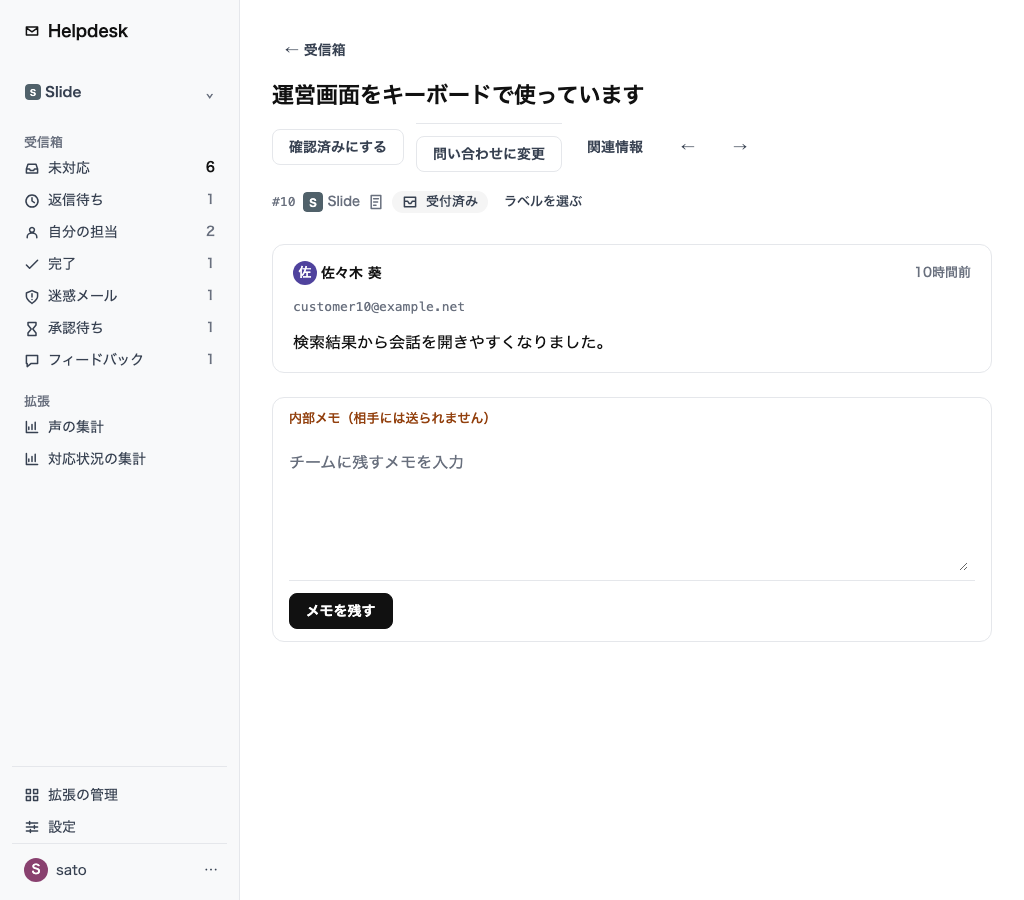 Helpdesk
S Slide
受信箱
未対応 6
返信待ち 1
自分の担当 2
完了 1
迷惑メール 1
承認待ち 1
フィードバック 1
拡張
声の集計
対応状況の集計
拡張の管理
設定
S sato ···
← 受信箱
運営画面をキーボードで使っています
確認済みにする 問い合わせに変更 関連情報 ← →
#10 S Slide 受付済み ラベルを選ぶ
佐 佐々木 葵 10時間前
customer10@example.net
検索結果から会話を開きやすくなりました。
内部メモ（相手には送られません）
チームに残すメモを入力
メモを残す